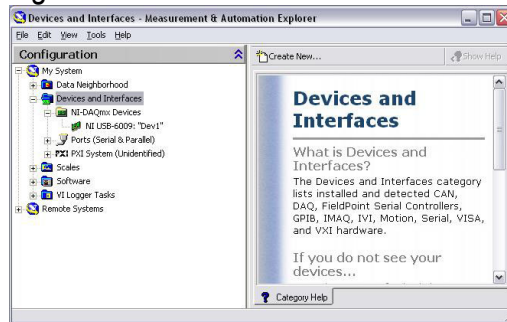 Devices and Interfaces - Measurement & Automation Explorer
File Edit View Tools Help
Configuration
My System
Data Neighborhood
Devices and Interfaces
NI-DAQmx Devices
NI USB-6009: "Dev1"
Ports (Serial & Parallel)
PXI PXI System (Unidentified)
Scales
Software
VI Logger Tasks
Remote Systems
Create New...
Show Help
Devices and
Interfaces
What is Devices and
Interfaces?
The Devices and Interfaces category
lists installed and detected CAN,
DAQ, FieldPoint Serial Controllers,
GPIB, IMAQ, IVI, Motion, Serial, VISA,
and VXI hardware.
If you do not see your
devices...
Category Help